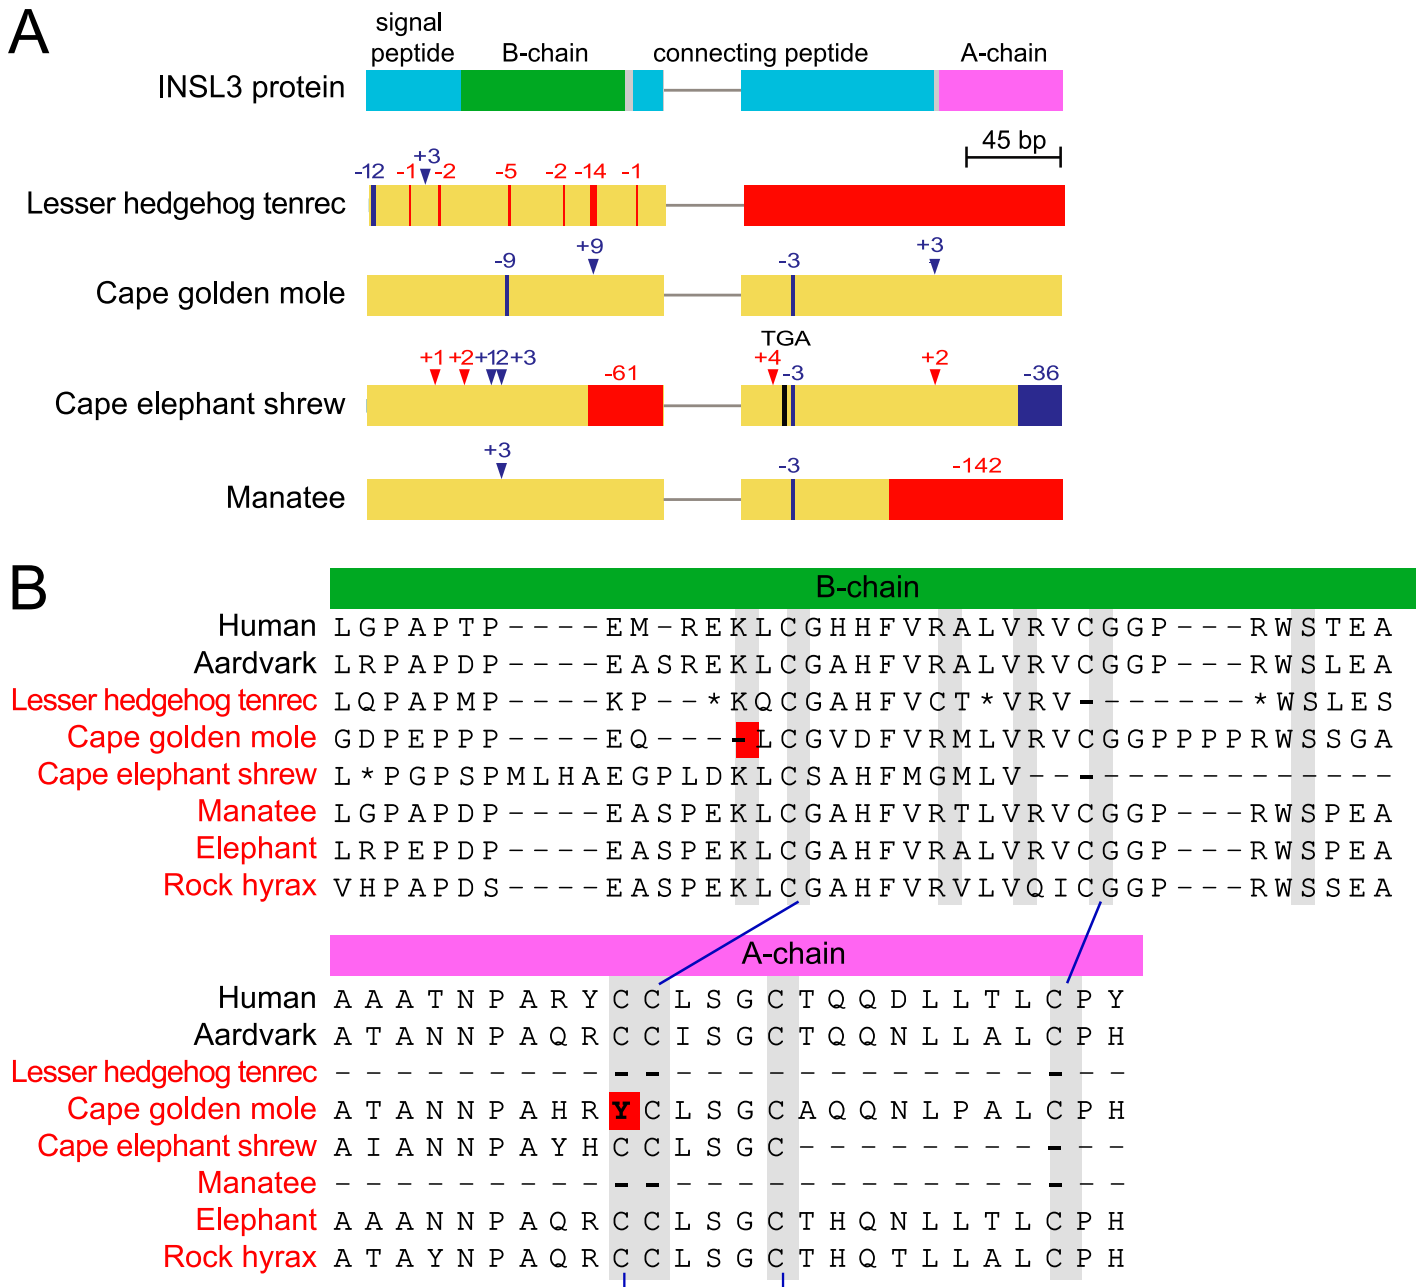 A
signal
peptide B-chain connecting peptide A-chain
INSL3 protein
45 bp
-12 -1 +3 -2 -5 -2 -14 -1
Lesser hedgehog tenrec
-9 +9 -3 +3
Cape golden mole
TGA
+1 +2 +12 +3 -61 +4 -3 +2 -36
Cape elephant shrew
+3 -3 -142
Manatee
B
B-chain
Human LGPAPTP----EM-REKLCGHHFVRALVRVCGGP---RWSTEA
Aardvark LRPAPDP----EASREKLCGAHFVRALVRVCGGP---RWSLEA
Lesser hedgehog tenrec LQPAPMP----KP--*KQCGAHFVCT*VRV-------*WSLES
Cape golden mole GDPEPPP----EQ----LCGVDFVRMLVRVCGGPPPPRWSSGA
Cape elephant shrew L*PGPSPMLHAEGPLDKLCSAHFMGMLV---------------
Manatee LGPAPDP----EASPEKLCGAHFVRTLVRVCGGP---RWSPEA
Elephant LRPEPDP----EASPEKLCGAHFVRALVRVCGGP---RWSPEA
Rock hyrax VHPAPDS----EASPEKLCGAHFVRVLVQICGGP---RWSSEA
A-chain
Human AAATNPARYCCLSGCTQQDLLTLCPY
Aardvark ATANNPAQRCCISGCTQQNLLALCPH
Lesser hedgehog tenrec --------------------------
Cape golden mole ATANNPAHRYCLSGCAQQNLPALCPH
Cape elephant shrew AIANNPAYHCCLSGC-----------
Manatee --------------------------
Elephant AAANNPAQRCCLSGCTHQNLLTLCPH
Rock hyrax ATAYNPAQRCCLSGCTHQTLLALCPH